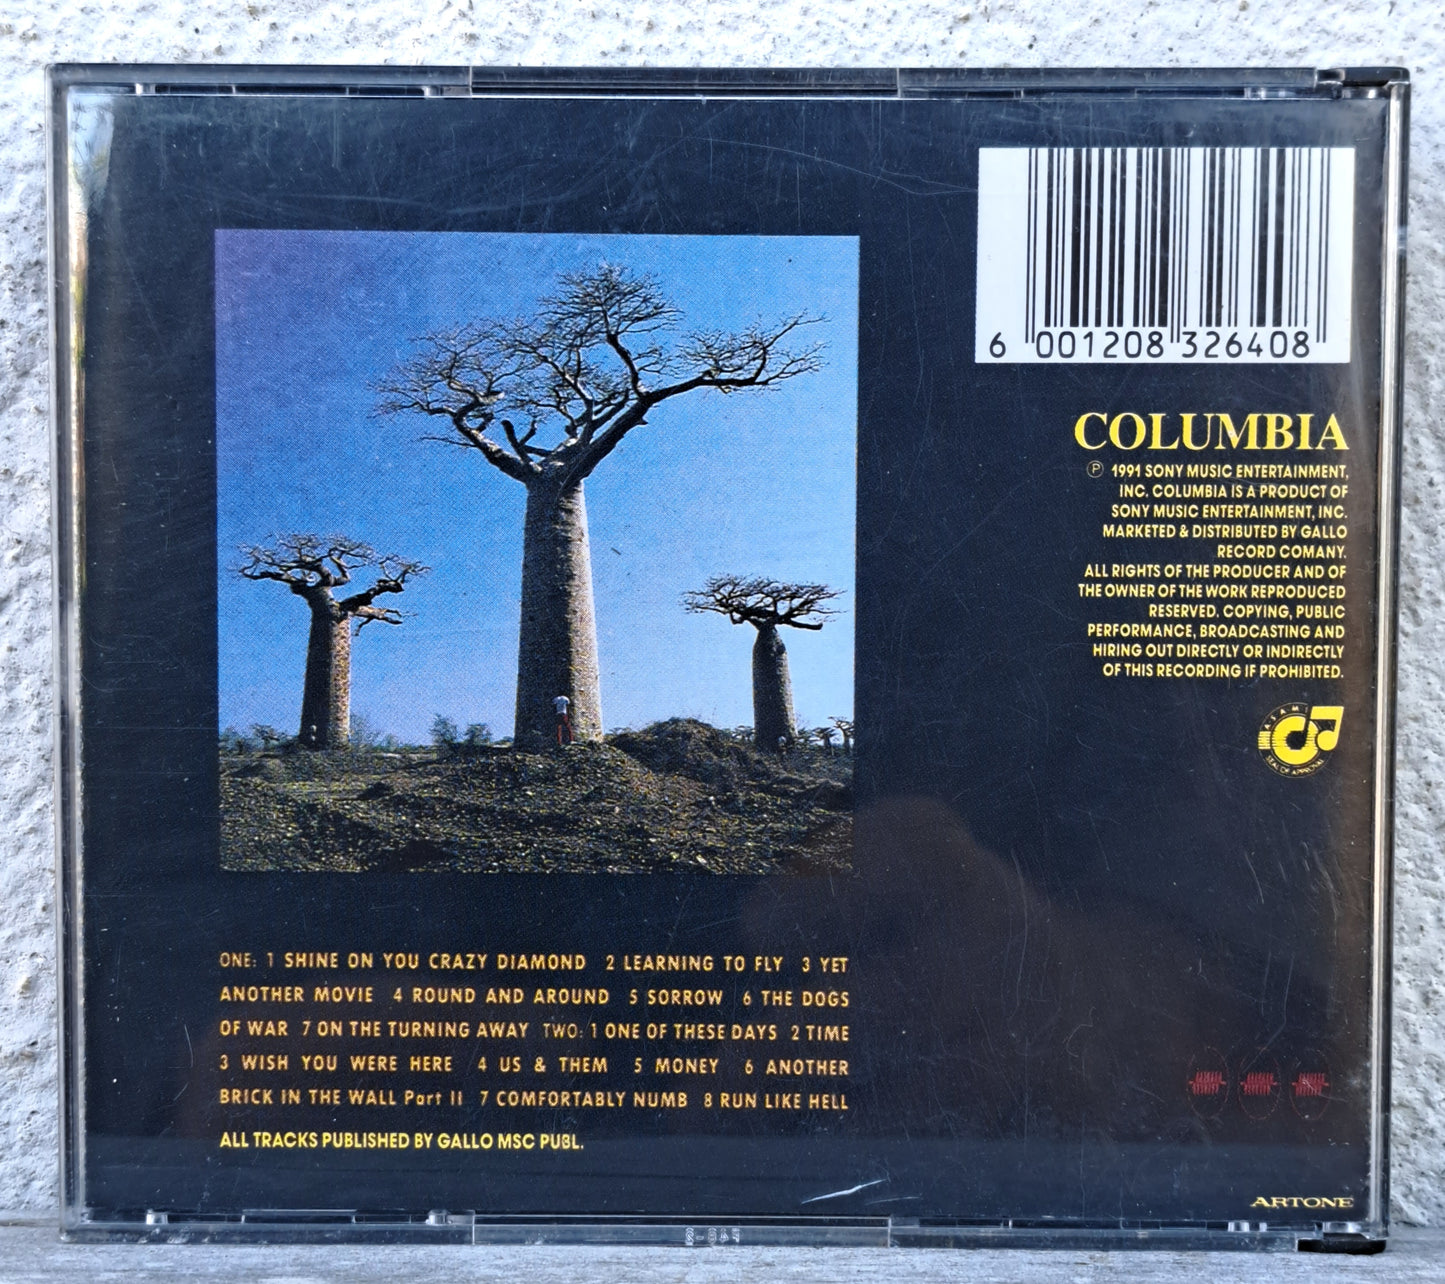 6 001208 326408
COLUMBIA
Ⓟ 1991 SONY MUSIC ENTERTAINMENT,
INC. COLUMBIA IS A PRODUCT OF
SONY MUSIC ENTERTAINMENT, INC.
MARKETED & DISTRIBUTED BY GALLO
RECORD COMANY.
ALL RIGHTS OF THE PRODUCER AND OF
THE OWNER OF THE WORK REPRODUCED
RESERVED. COPYING, PUBLIC
PERFORMANCE, BROADCASTING AND
HIRING OUT DIRECTLY OR INDIRECTLY
OF THIS RECORDING IF PROHIBITED.
SEAL OF APPROVAL
ONE: 1 SHINE ON YOU CRAZY DIAMOND 2 LEARNING TO FLY 3 YET
ANOTHER MOVIE 4 ROUND AND AROUND 5 SORROW 6 THE DOGS
OF WAR 7 ON THE TURNING AWAY TWO: 1 ONE OF THESE DAYS 2 TIME
3 WISH YOU WERE HERE 4 US & THEM 5 MONEY 6 ANOTHER
BRICK IN THE WALL Part II 7 COMFORTABLY NUMB 8 RUN LIKE HELL
ALL TRACKS PUBLISHED BY GALLO MSC PUBL.
ARTONE